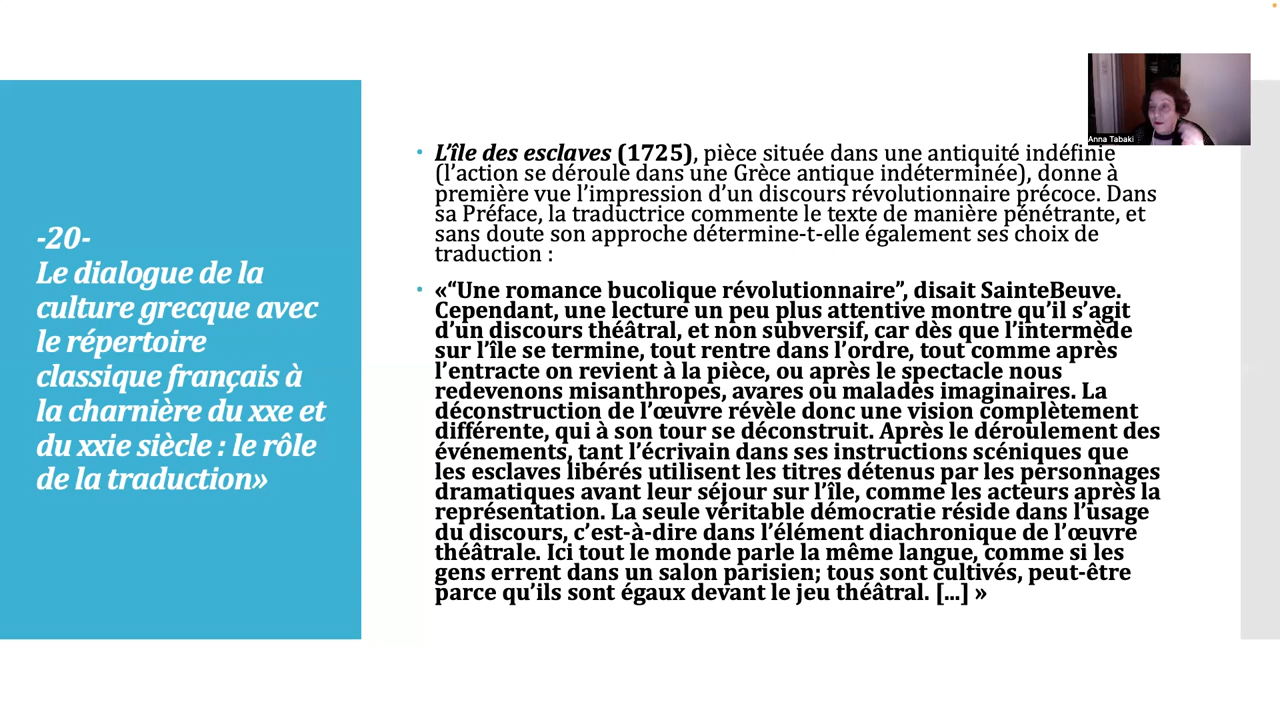 Anna Tabaki
-20-
Le dialogue de la
culture grecque avec
le répertoire
classique français à
la charnière du xxe et
du xxie siècle : le rôle
de la traduction»
• L’île des esclaves (1725), pièce située dans une antiquité indéfinie
(l’action se déroule dans une Grèce antique indéterminée), donne à
première vue l’impression d’un discours révolutionnaire précoce. Dans
sa Préface, la traductrice commente le texte de manière pénétrante, et
sans doute son approche détermine-t-elle également ses choix de
traduction :
• «“Une romance bucolique révolutionnaire”, disait SainteBeuve.
Cependant, une lecture un peu plus attentive montre qu’il s’agit
d’un discours théâtral, et non subversif, car dès que l’intermède
sur l’île se termine, tout rentre dans l’ordre, tout comme après
l’entracte on revient à la pièce, ou après le spectacle nous
redevenons misanthropes, avares ou malades imaginaires. La
déconstruction de l’œuvre révèle donc une vision complètement
différente, qui à son tour se déconstruit. Après le déroulement des
événements, tant l’écrivain dans ses instructions scéniques que
les esclaves libérés utilisent les titres détenus par les personnages
dramatiques avant leur séjour sur l’île, comme les acteurs après la
représentation. La seule véritable démocratie réside dans l’usage
du discours, c’est-à-dire dans l’élément diachronique de l’œuvre
théâtrale. Ici tout le monde parle la même langue, comme si les
gens errent dans un salon parisien; tous sont cultivés, peut-être
parce qu’ils sont égaux devant le jeu théâtral. […] »